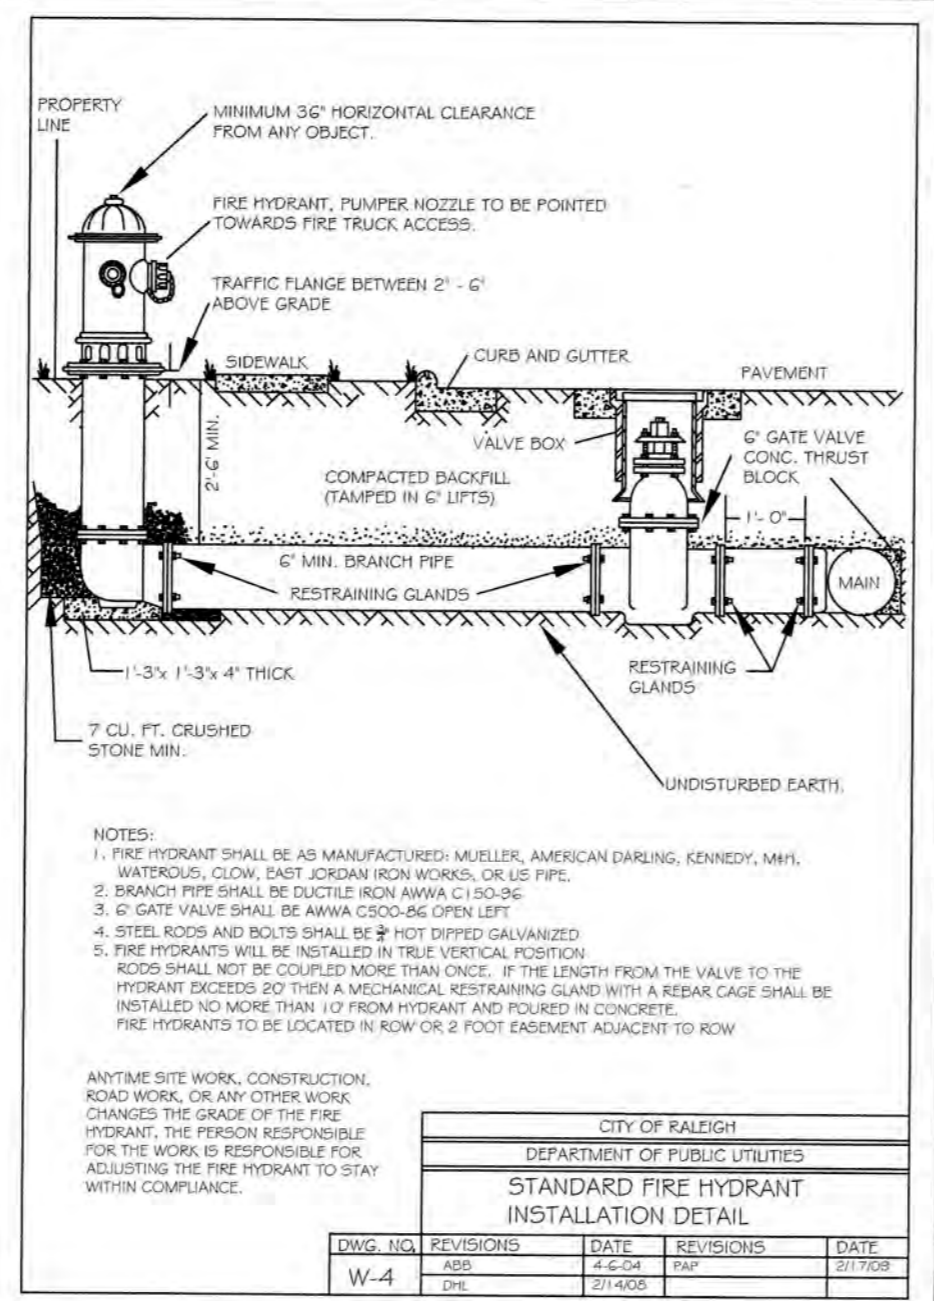 PROPERTY
LINE
MINIMUM 36" HORIZONTAL CLEARANCE
FROM ANY OBJECT.
FIRE HYDRANT, PUMPER NOZZLE TO BE POINTED
TOWARDS FIRE TRUCK ACCESS.
TRAFFIC FLANGE BETWEEN 2" - 6"
ABOVE GRADE
SIDEWALK
CURB AND GUTTER
PAVEMENT
2'-6' MIN.
VALVE BOX
6" GATE VALVE
CONC. THRUST
BLOCK
COMPACTED BACKFILL
(TAMPED IN 6" LIFTS)
1'- 0"
6" MIN. BRANCH PIPE
RESTRAINING GLANDS
MAIN
1'-3"x 1'-3"x 4" THICK
RESTRAINING
GLANDS
7 CU. FT. CRUSHED
STONE MIN.
UNDISTURBED EARTH.
NOTES:
1. FIRE HYDRANT SHALL BE AS MANUFACTURED: MUELLER, AMERICAN DARLING, KENNEDY, M&H,
WATEROUS, CLOW, EAST JORDAN IRON WORKS, OR US PIPE.
2. BRANCH PIPE SHALL BE DUCTILE IRON AWWA C150-96
3. 6" GATE VALVE SHALL BE AWWA C500-86 OPEN LEFT
4. STEEL RODS AND BOLTS SHALL BE 3/4" HOT DIPPED GALVANIZED
5. FIRE HYDRANTS WILL BE INSTALLED IN TRUE VERTICAL POSITION
RODS SHALL NOT BE COUPLED MORE THAN ONCE. IF THE LENGTH FROM THE VALVE TO THE
HYDRANT EXCEEDS 20' THEN A MECHANICAL RESTRAINING GLAND WITH A REBAR CAGE SHALL BE
INSTALLED NO MORE THAN 10' FROM HYDRANT AND POURED IN CONCRETE.
FIRE HYDRANTS TO BE LOCATED IN ROW OR 2 FOOT EASEMENT ADJACENT TO ROW
ANYTIME SITE WORK, CONSTRUCTION,
ROAD WORK, OR ANY OTHER WORK
CHANGES THE GRADE OF THE FIRE
HYDRANT, THE PERSON RESPONSIBLE
FOR THE WORK IS RESPONSIBLE FOR
ADJUSTING THE FIRE HYDRANT TO STAY
WITHIN COMPLIANCE.
CITY OF RALEIGH
DEPARTMENT OF PUBLIC UTILITIES
STANDARD FIRE HYDRANT
INSTALLATION DETAIL
DWG. NO. REVISIONS DATE REVISIONS DATE
W-4 ABB 4-6-04 PAP
DHL